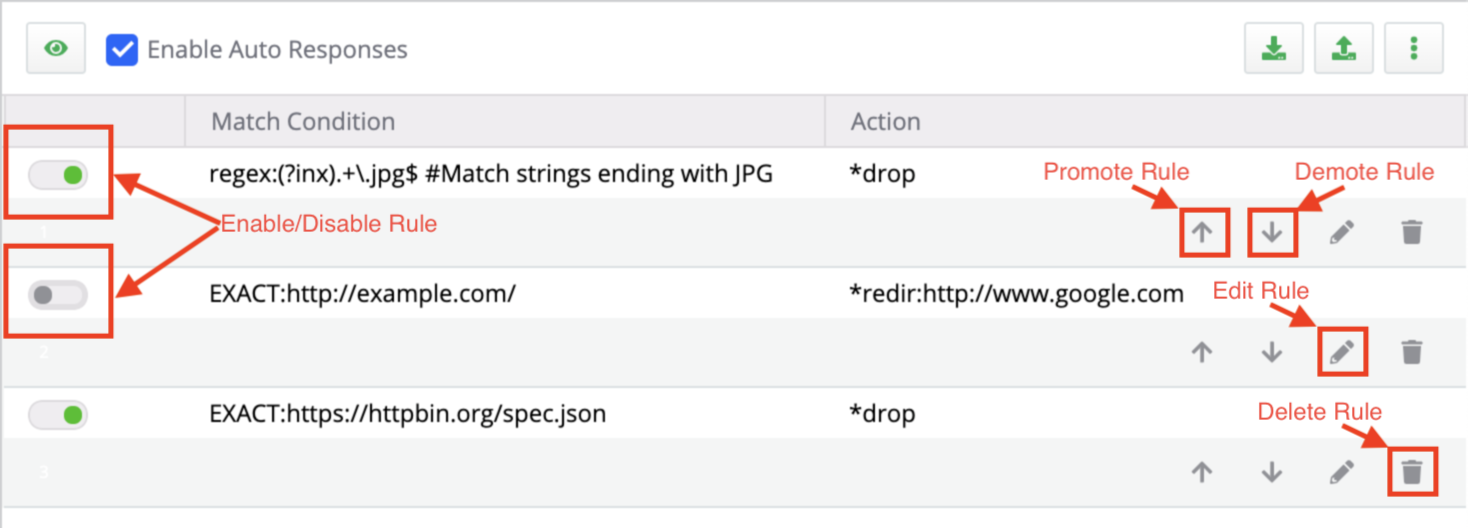 Enable Auto Responses
Match Condition Action
regex:(?inx).+\.jpg$ #Match strings ending with JPG *drop Promote Rule Demote Rule
1 Enable/Disable Rule
EXACT:http://example.com/ *redir:http://www.google.com Edit Rule
2
EXACT:https://httpbin.org/spec.json *drop Delete Rule
3